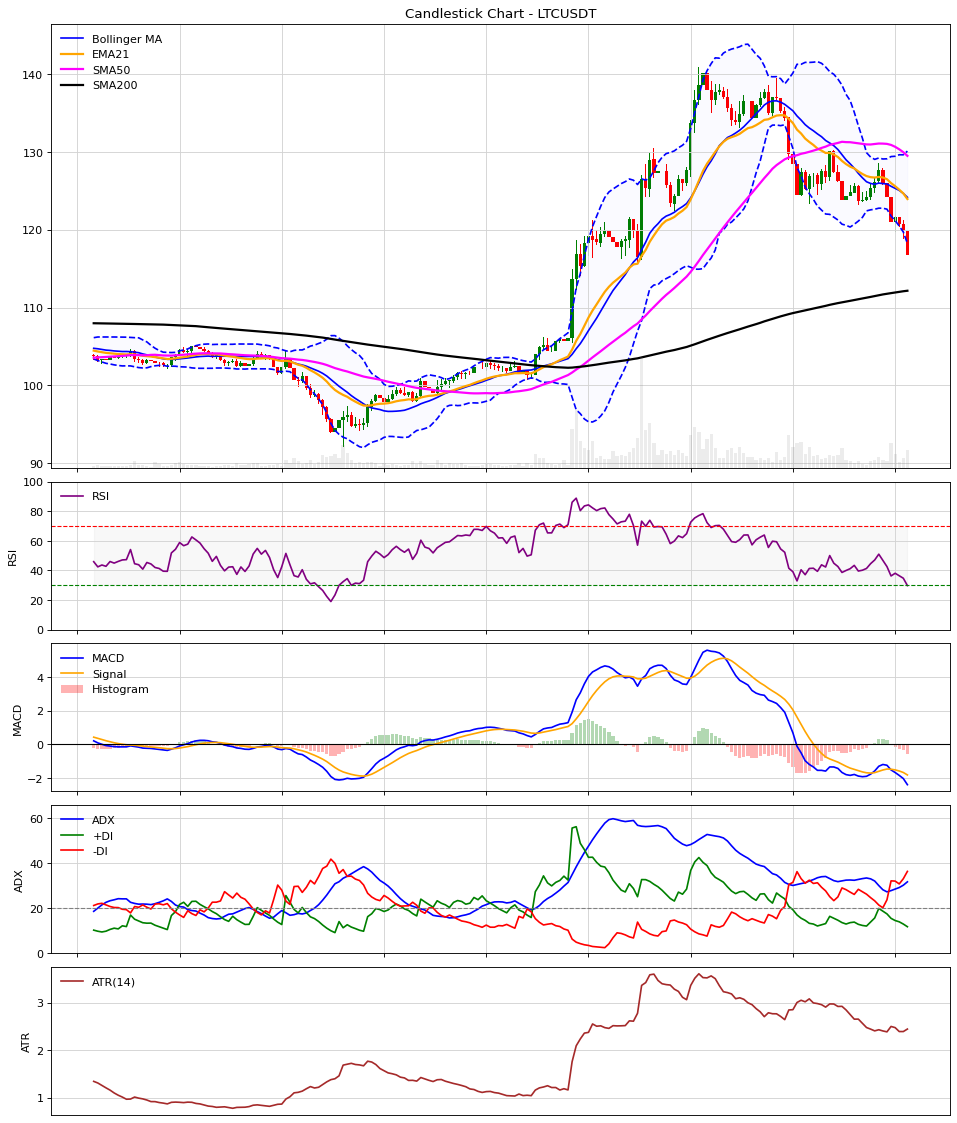 Candlestick Chart - LTCUSDT
Bollinger MA
EMA21
SMA50
SMA200
140
130
120
110
100
90
RSI
100
80
60
40
20
0
RSI
MACD
Signal
Histogram
4
2
0
−2
MACD
ADX
+DI
-DI
60
40
20
0
ADX
ATR(14)
3
2
1
ATR